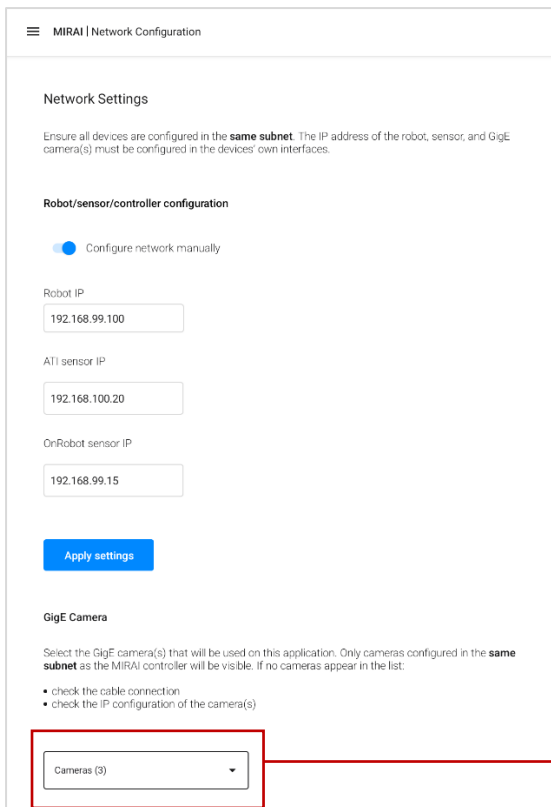 MIRAI | Network Configuration
Network Settings
Ensure all devices are configured in the same subnet. The IP address of the robot, sensor, and GigE
camera(s) must be configured in the devices' own interfaces.
Robot/sensor/controller configuration
Configure network manually
Robot IP
192.168.99.100
ATI sensor IP
192.168.100.20
OnRobot sensor IP
192.168.99.15
Apply settings
GigE Camera
Select the GigE camera(s) that will be used on this application. Only cameras configured in the same
subnet as the MIRAI controller will be visible. If no cameras appear in the list:
▪ check the cable connection
▪ check the IP configuration of the camera(s)
Cameras (3)